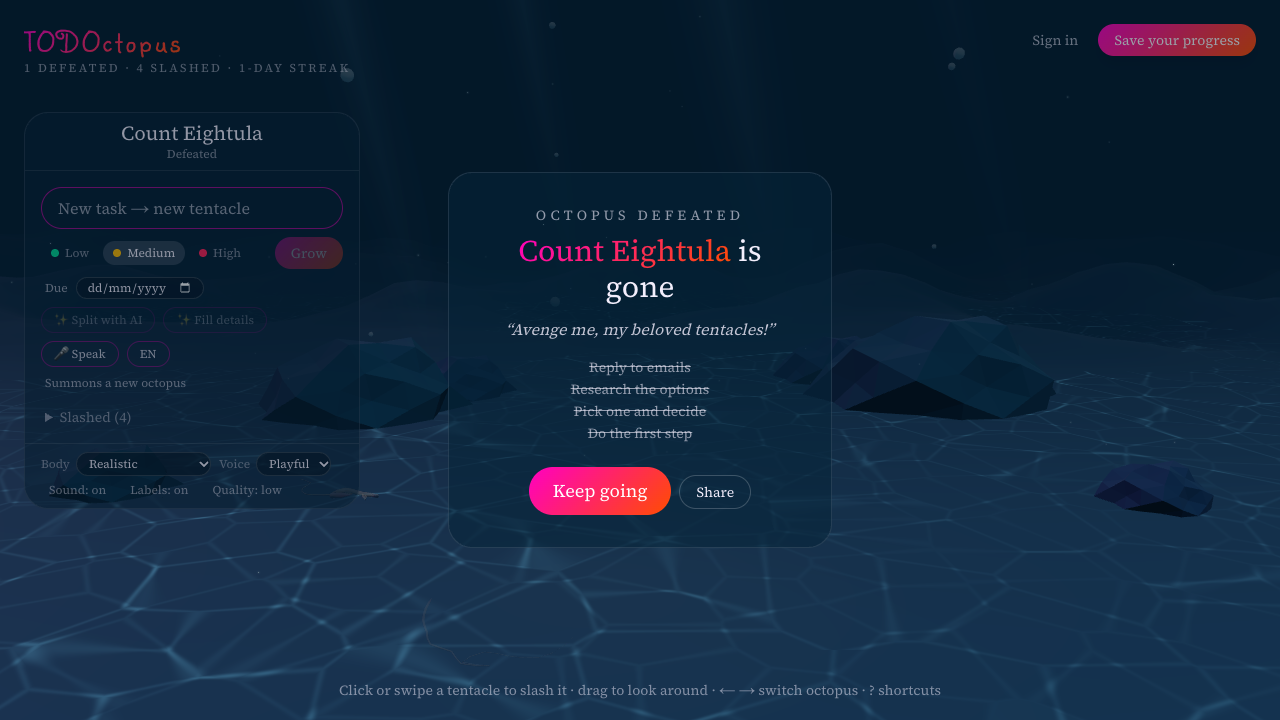 TODOctopus
1 DEFEATED · 4 SLASHED · 1-DAY STREAK
Sign in
Save your progress
Count Eightula
Defeated
New task → new tentacle
Low
Medium
High
Grow
Due
dd/mm/yyyy
✨ Split with AI
✨ Fill details
🎤 Speak
EN
Summons a new octopus
▶ Slashed (4)
Body
Realistic
Voice
Playful
Sound: on
Labels: on
Quality: low
OCTOPUS DEFEATED
Count Eightula is
gone
“Avenge me, my beloved tentacles!”
Reply to emails
Research the options
Pick one and decide
Do the first step
Keep going
Share
Click or swipe a tentacle to slash it · drag to look around · ← → switch octopus · ? shortcuts